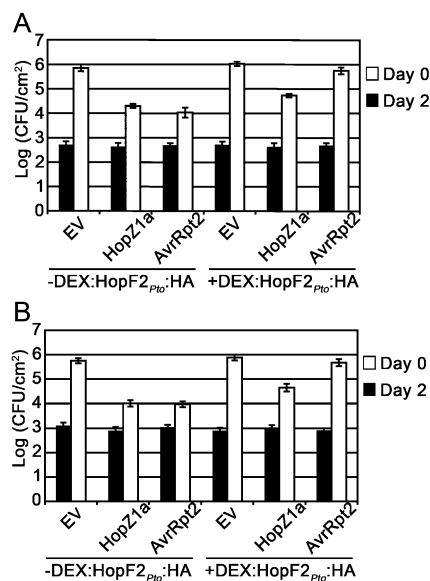 A
Log (CFU/cm²)
7
6
5
4
3
2
1
0
Day 0
Day 2
EV
HopZ1a
AvrRpt2
EV
HopZ1a
AvrRpt2
-DEX:HopF2Pto:HA
+DEX:HopF2Pto:HA
B
Log (CFU/cm²)
7
6
5
4
3
2
1
0
Day 0
Day 2
EV
HopZ1a
AvrRpt2
EV
HopZ1a
AvrRpt2
-DEX:HopF2Pto:HA
+DEX:HopF2Pto:HA